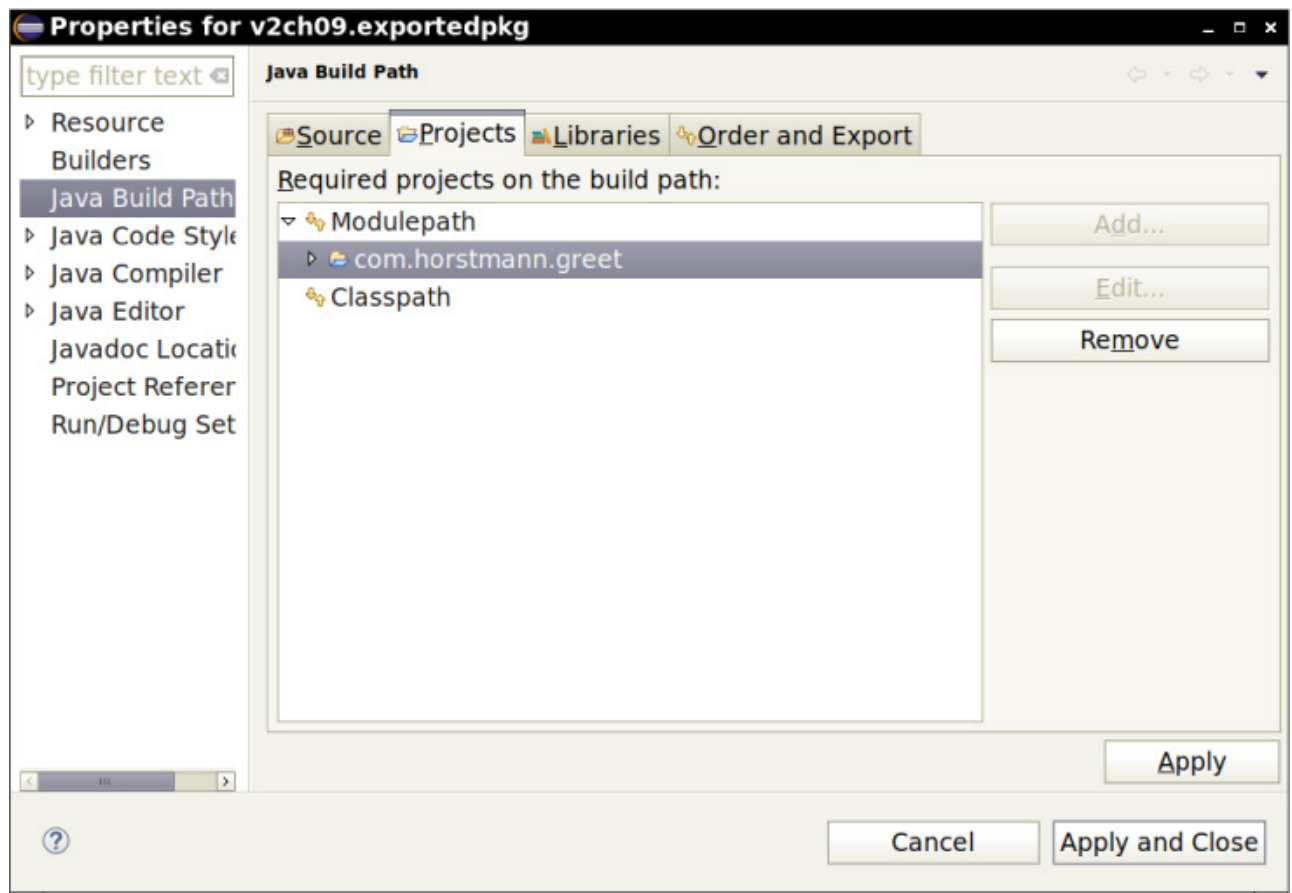 Properties for v2ch09.exportedpkg
type filter text
Resource
Builders
Java Build Path
Java Code Style
Java Compiler
Java Editor
Javadoc Locatio
Project Referen
Run/Debug Set
Java Build Path
Source Projects Libraries Order and Export
Required projects on the build path:
Modulepath
com.horstmann.greet
Classpath
Add...
Edit...
Remove
Apply
? Cancel Apply and Close